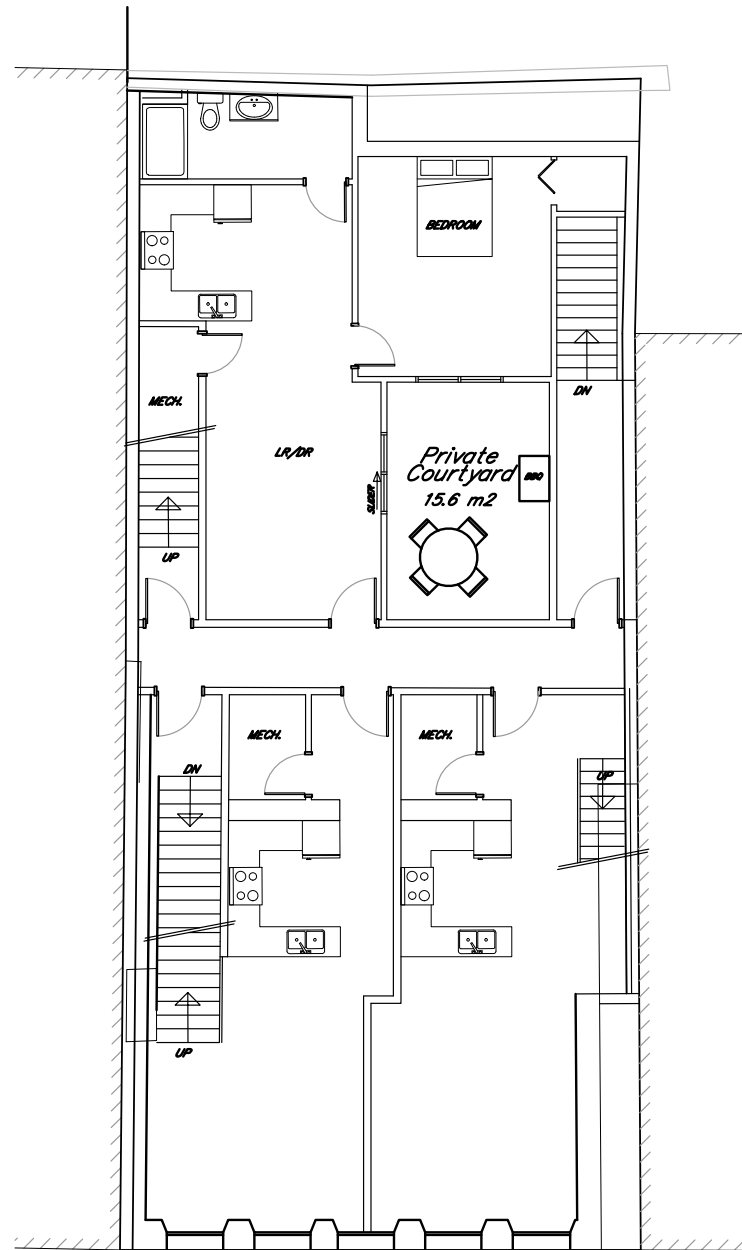 BEDROOM
DN
MECH.
LR/DR
Private
Courtyard
15.6 m2
BBQ
SLIDER
UP
MECH.
MECH.
DN
UP
UP